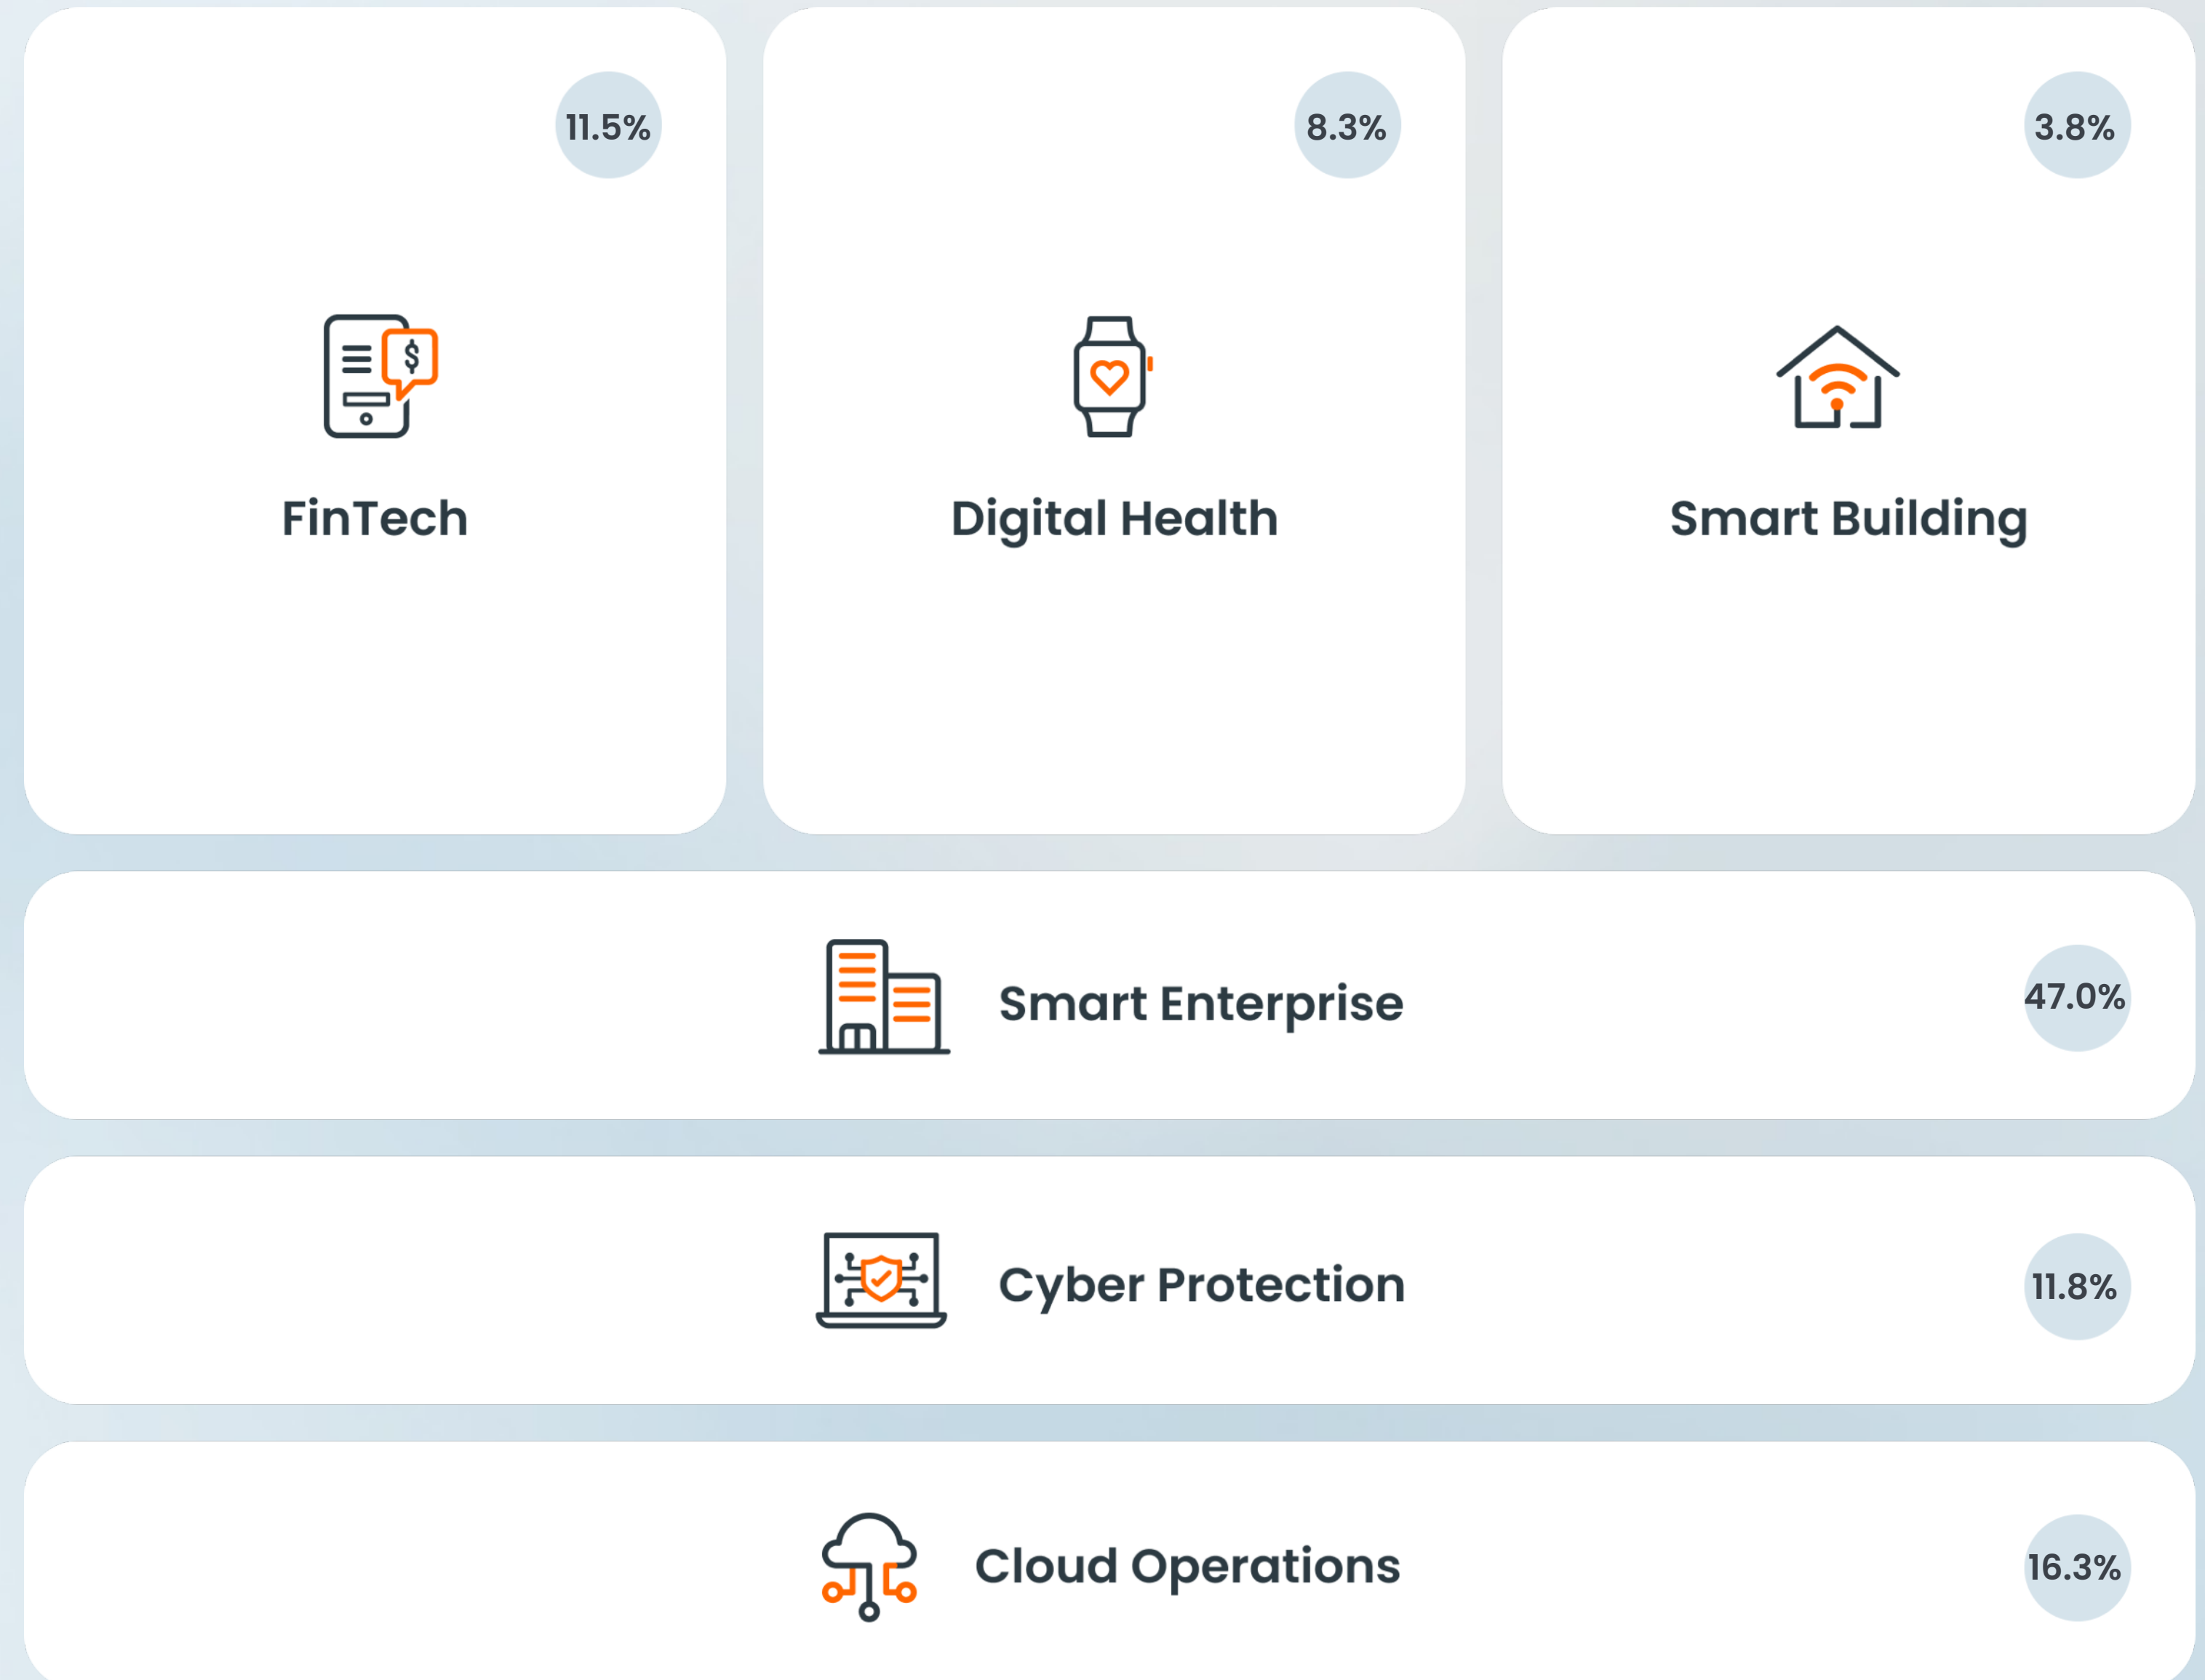 11.5%
FinTech
8.3%
Digital Health
3.8%
Smart Building
Smart Enterprise
47.0%
Cyber Protection
11.8%
Cloud Operations
16.3%